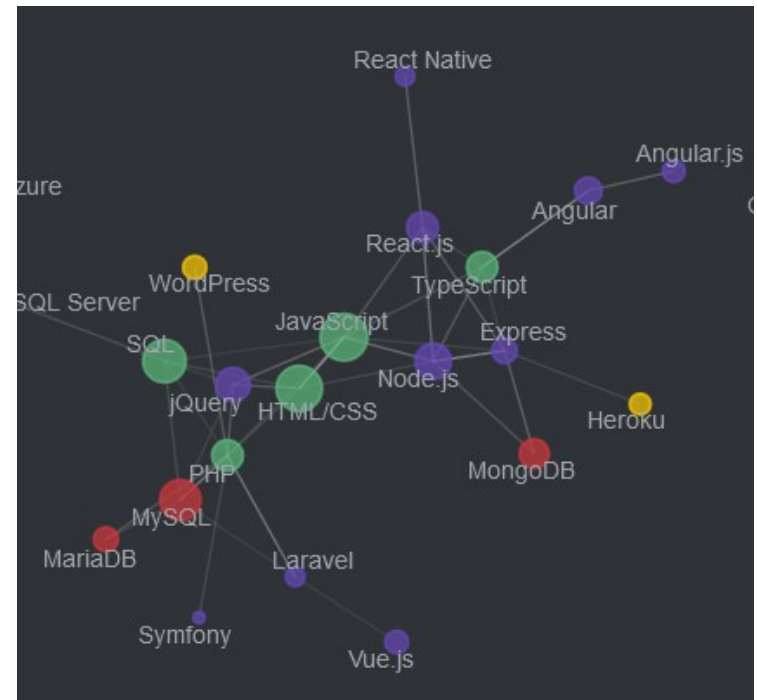 React Native
Angular.js
zure
Angular
React.js
WordPress
TypeScript
SQL Server
JavaScript
Express
SQL
Node.js
jQuery
HTML/CSS
Heroku
PHP
MongoDB
MySQL
MariaDB
Laravel
Symfony
Vue.js